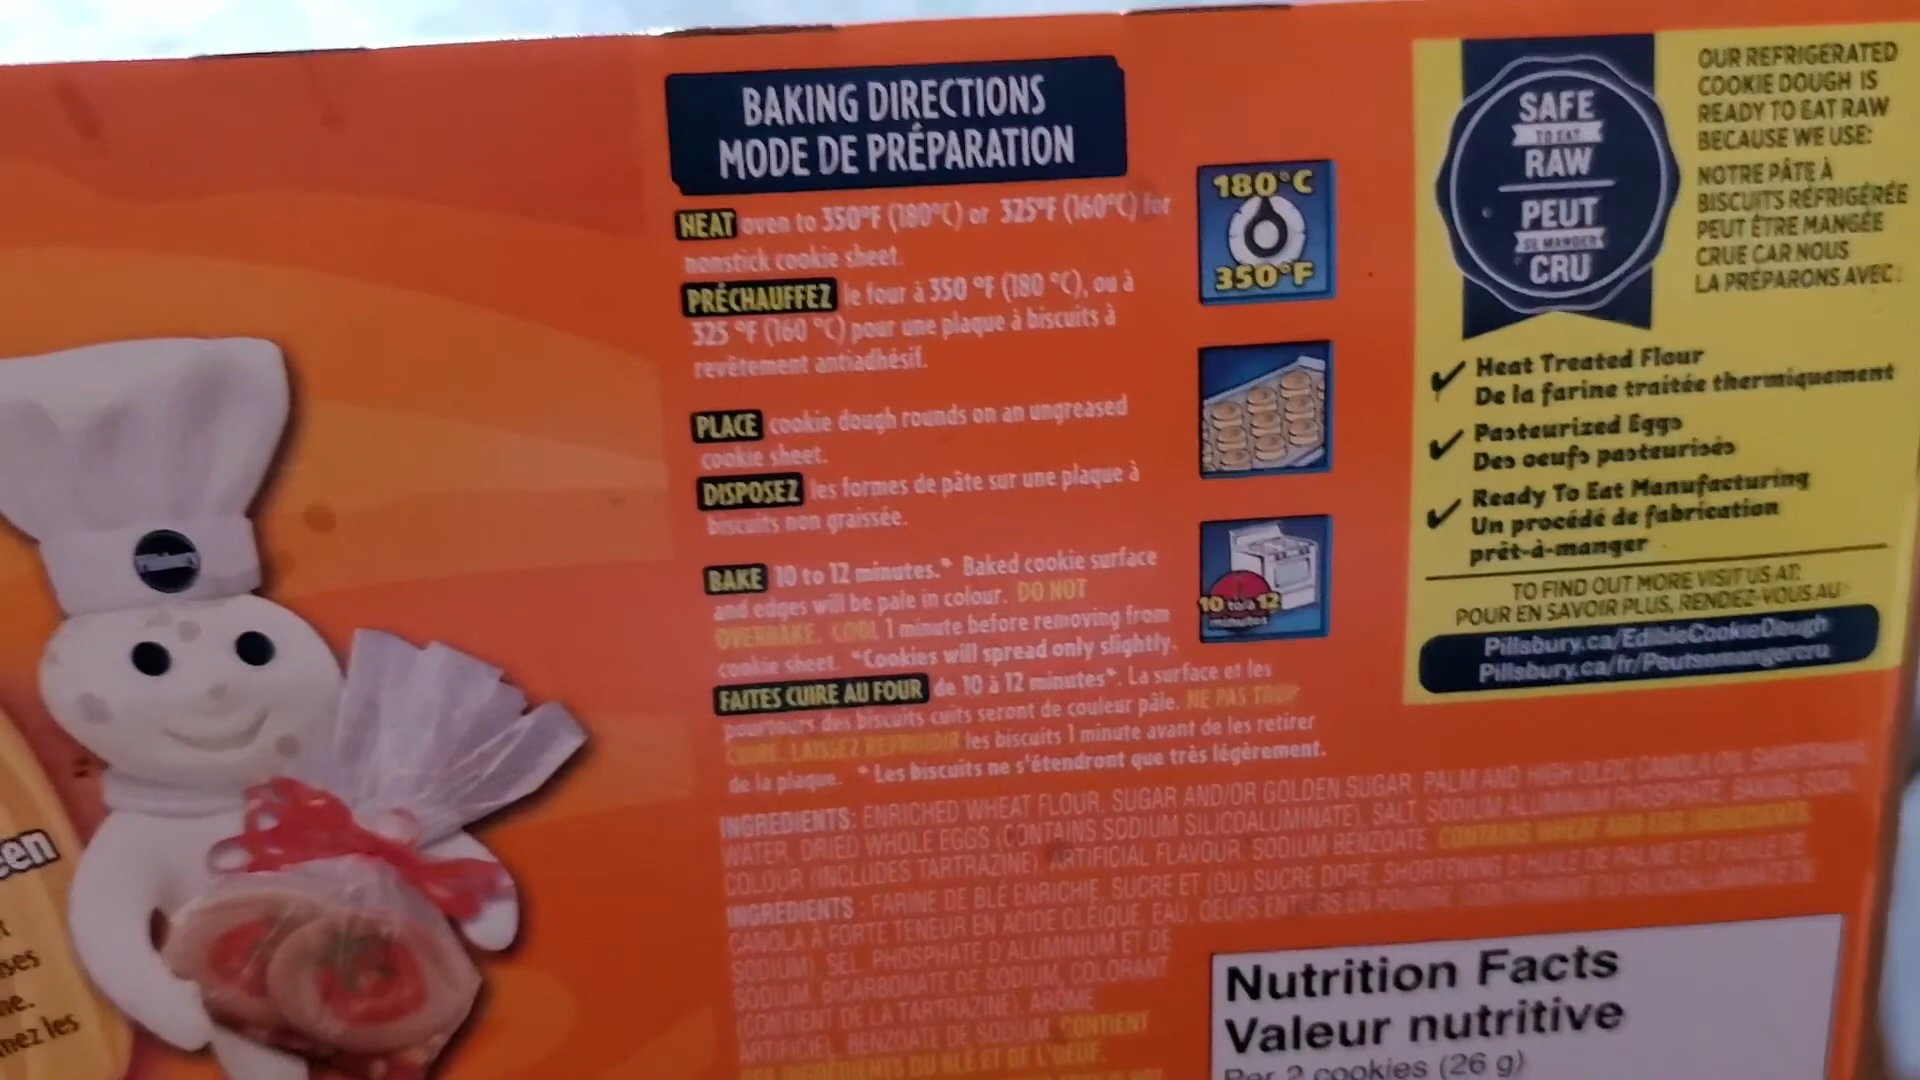 BAKING DIRECTIONS
MODE DE PRÉPARATION
HEAT oven to 350°F (180°C) or 325°F (160°C) for
nonstick cookie sheet.
PRÉCHAUFFEZ le four à 350 °F (180 °C), ou à
325 °F (160 °C) pour une plaque à biscuits à
revêtement antiadhésif.
180°C
350°F
PLACE cookie dough rounds on an ungreased
cookie sheet.
DISPOSEZ les formes de pâte sur une plaque à
biscuits non graissée.
BAKE 10 to 12 minutes.* Baked cookie surface
and edges will be pale in colour. DO NOT
OVERBAKE. COOL 1 minute before removing from
cookie sheet. *Cookies will spread only slightly.
10 to/à 12
minutes
FAITES CUIRE AU FOUR de 10 à 12 minutes*. La surface et les
pourtours des biscuits cuits seront de couleur pâle. NE PAS TROP
CUIRE. LAISSEZ REFROIDIR les biscuits 1 minute avant de les retirer
de la plaque. * Les biscuits ne s'étendront que très légèrement.
INGREDIENTS: ENRICHED WHEAT FLOUR, SUGAR AND/OR GOLDEN SUGAR, PALM AND HIGH OLEIC CANOLA OIL SHORTENING,
WATER, DRIED WHOLE EGGS (CONTAINS SODIUM SILICOALUMINATE), SALT, SODIUM ALUMINUM PHOSPHATE, BAKING SODA,
COLOUR (INCLUDES TARTRAZINE), ARTIFICIAL FLAVOUR, SODIUM BENZOATE. CONTAINS WHEAT AND EGG INGREDIENTS.
INGRÉDIENTS : FARINE DE BLÉ ENRICHIE, SUCRE ET (OU) SUCRE DORÉ, SHORTENING D'HUILE DE PALME ET D'HUILE DE
CANOLA À FORTE TENEUR EN ACIDE OLÉIQUE, EAU, OEUFS ENTIERS EN POUDRE (CONTIENNENT DU SILICOALUMINATE DE
SODIUM), SEL, PHOSPHATE D'ALUMINIUM ET DE
SODIUM, BICARBONATE DE SODIUM, COLORANT
(CONTIENT DE LA TARTRAZINE), ARÔME
ARTIFICIEL, BENZOATE DE SODIUM. CONTIENT
DES INGRÉDIENTS DU BLÉ ET DE L'OEUF.
SAFE
TO EAT
RAW
PEUT
SE MANGER
CRU
OUR REFRIGERATED
COOKIE DOUGH IS
READY TO EAT RAW
BECAUSE WE USE:
NOTRE PÂTE À
BISCUITS RÉFRIGÉRÉE
PEUT ÊTRE MANGÉE
CRUE CAR NOUS
LA PRÉPARONS AVEC :
✓ Heat Treated Flour
De la farine traitée thermiquement
✓ Pasteurized Eggs
Des oeufs pasteurisés
✓ Ready To Eat Manufacturing
Un procédé de fabrication
prêt-à-manger
TO FIND OUT MORE VISIT US AT:
POUR EN SAVOIR PLUS, RENDEZ-VOUS AU
Pillsbury.ca/EdibleCookieDough
Pillsbury.ca/fr/Peutsemangercru
Nutrition Facts
Valeur nutritive
Per 2 cookies (26 g)